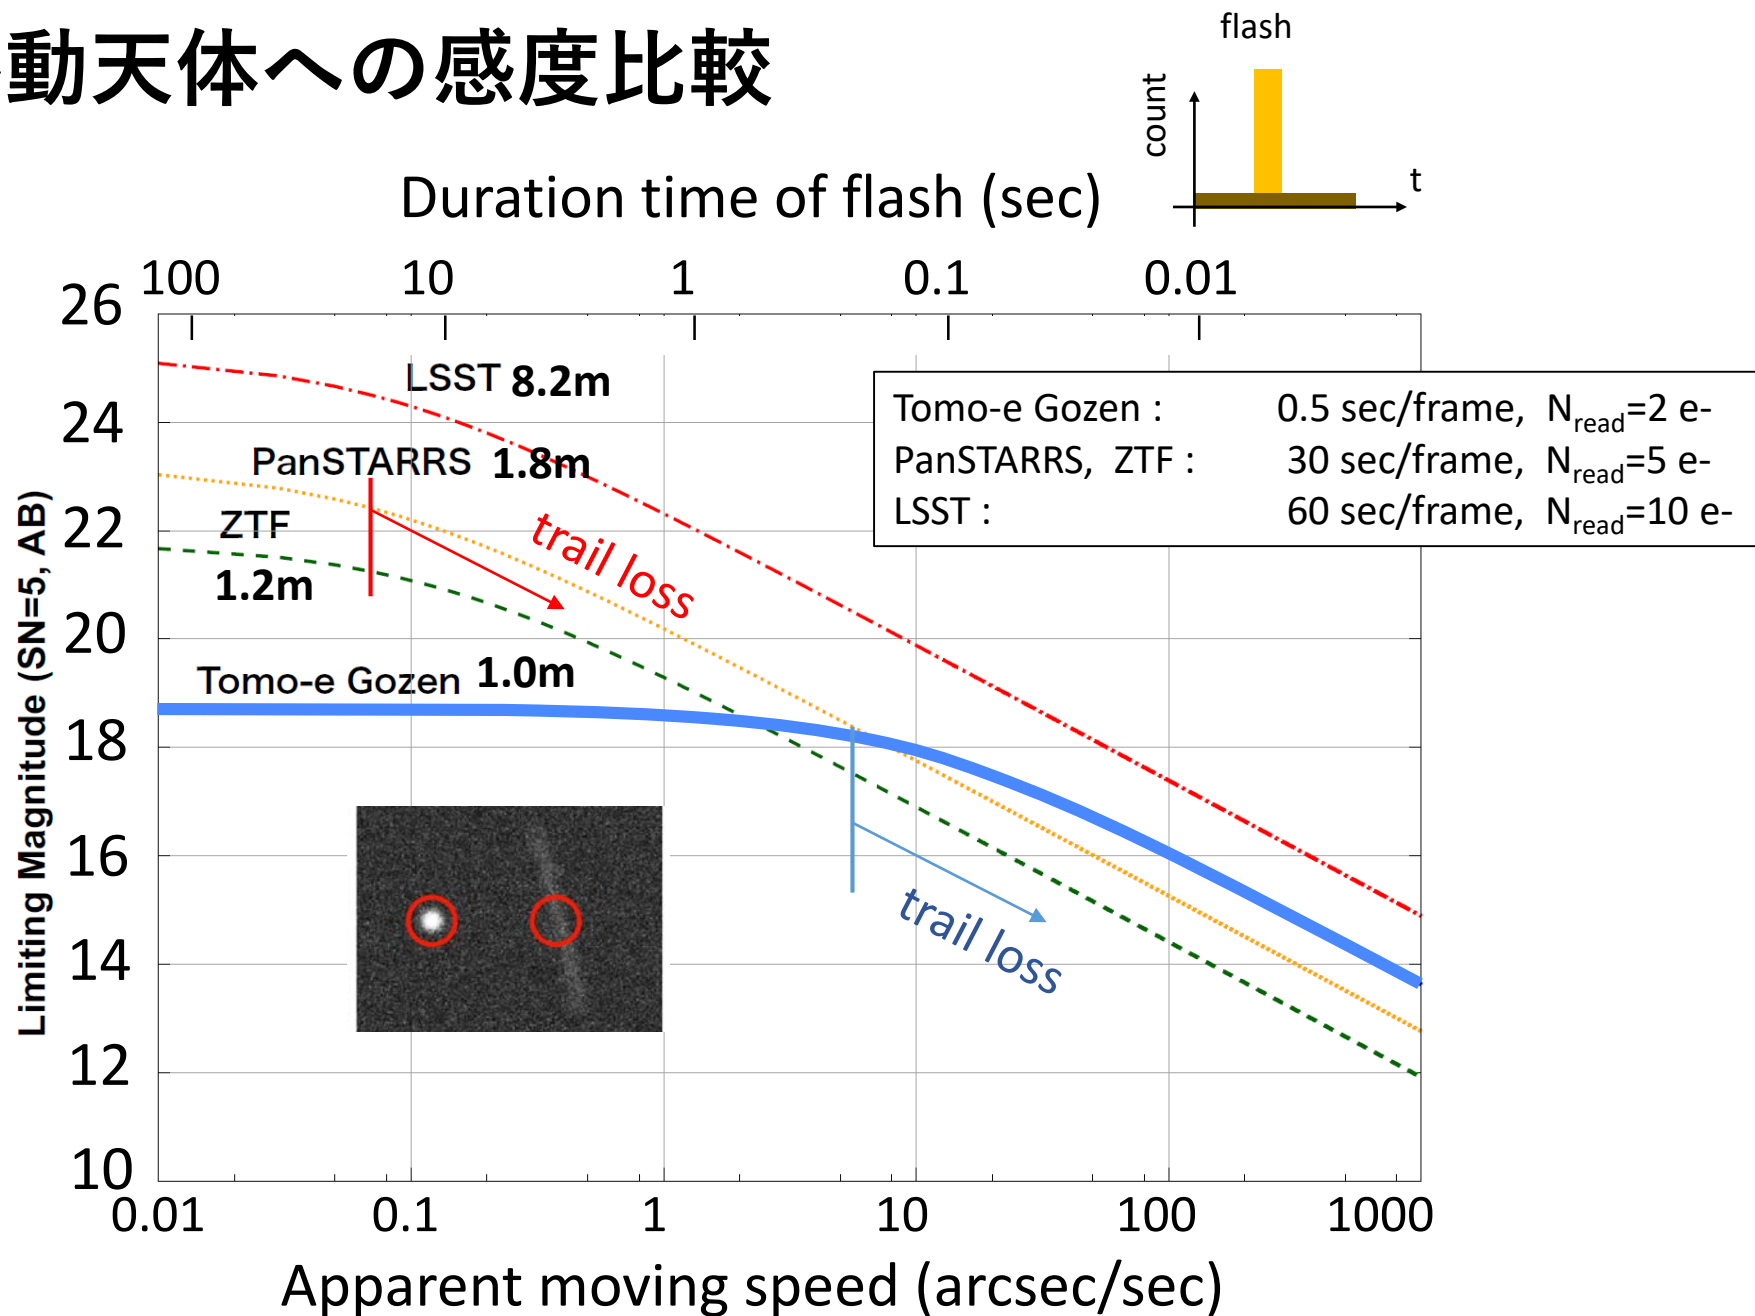 動天体への感度比較
flash
count
t
Duration time of flash (sec)
100 10 1 0.1 0.01
26
24
22
20
18
16
14
12
10
Limiting Magnitude (SN=5, AB)
LSST 8.2m
PanSTARRS 1.8m
ZTF
1.2m
Tomo-e Gozen 1.0m
trail loss
trail loss
Tomo-e Gozen : 0.5 sec/frame, Nread=2 e-
PanSTARRS, ZTF : 30 sec/frame, Nread=5 e-
LSST : 60 sec/frame, Nread=10 e-
0.01 0.1 1 10 100 1000
Apparent moving speed (arcsec/sec)